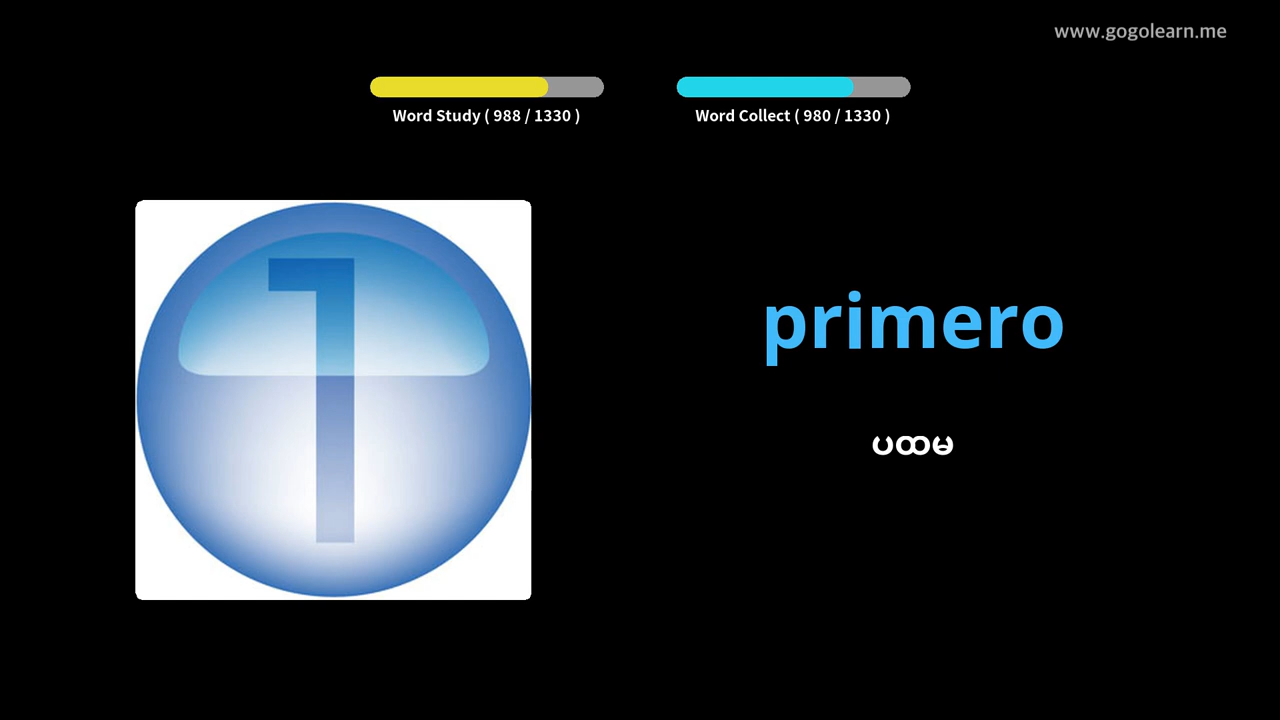 www.gogolearn.me
Word Study ( 988 / 1330 )
Word Collect ( 980 / 1330 )
1
primero
ပထမ